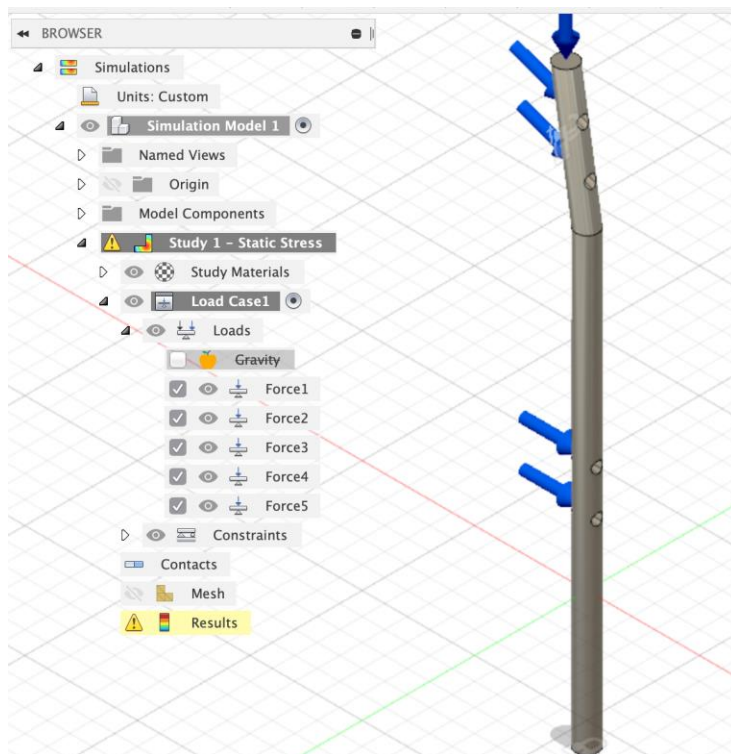 BROWSER
Simulations
Units: Custom
Simulation Model 1
Named Views
Origin
Model Components
Study 1 - Static Stress
Study Materials
Load Case1
Loads
Gravity
Force1
Force2
Force3
Force4
Force5
Constraints
Contacts
Mesh
Results